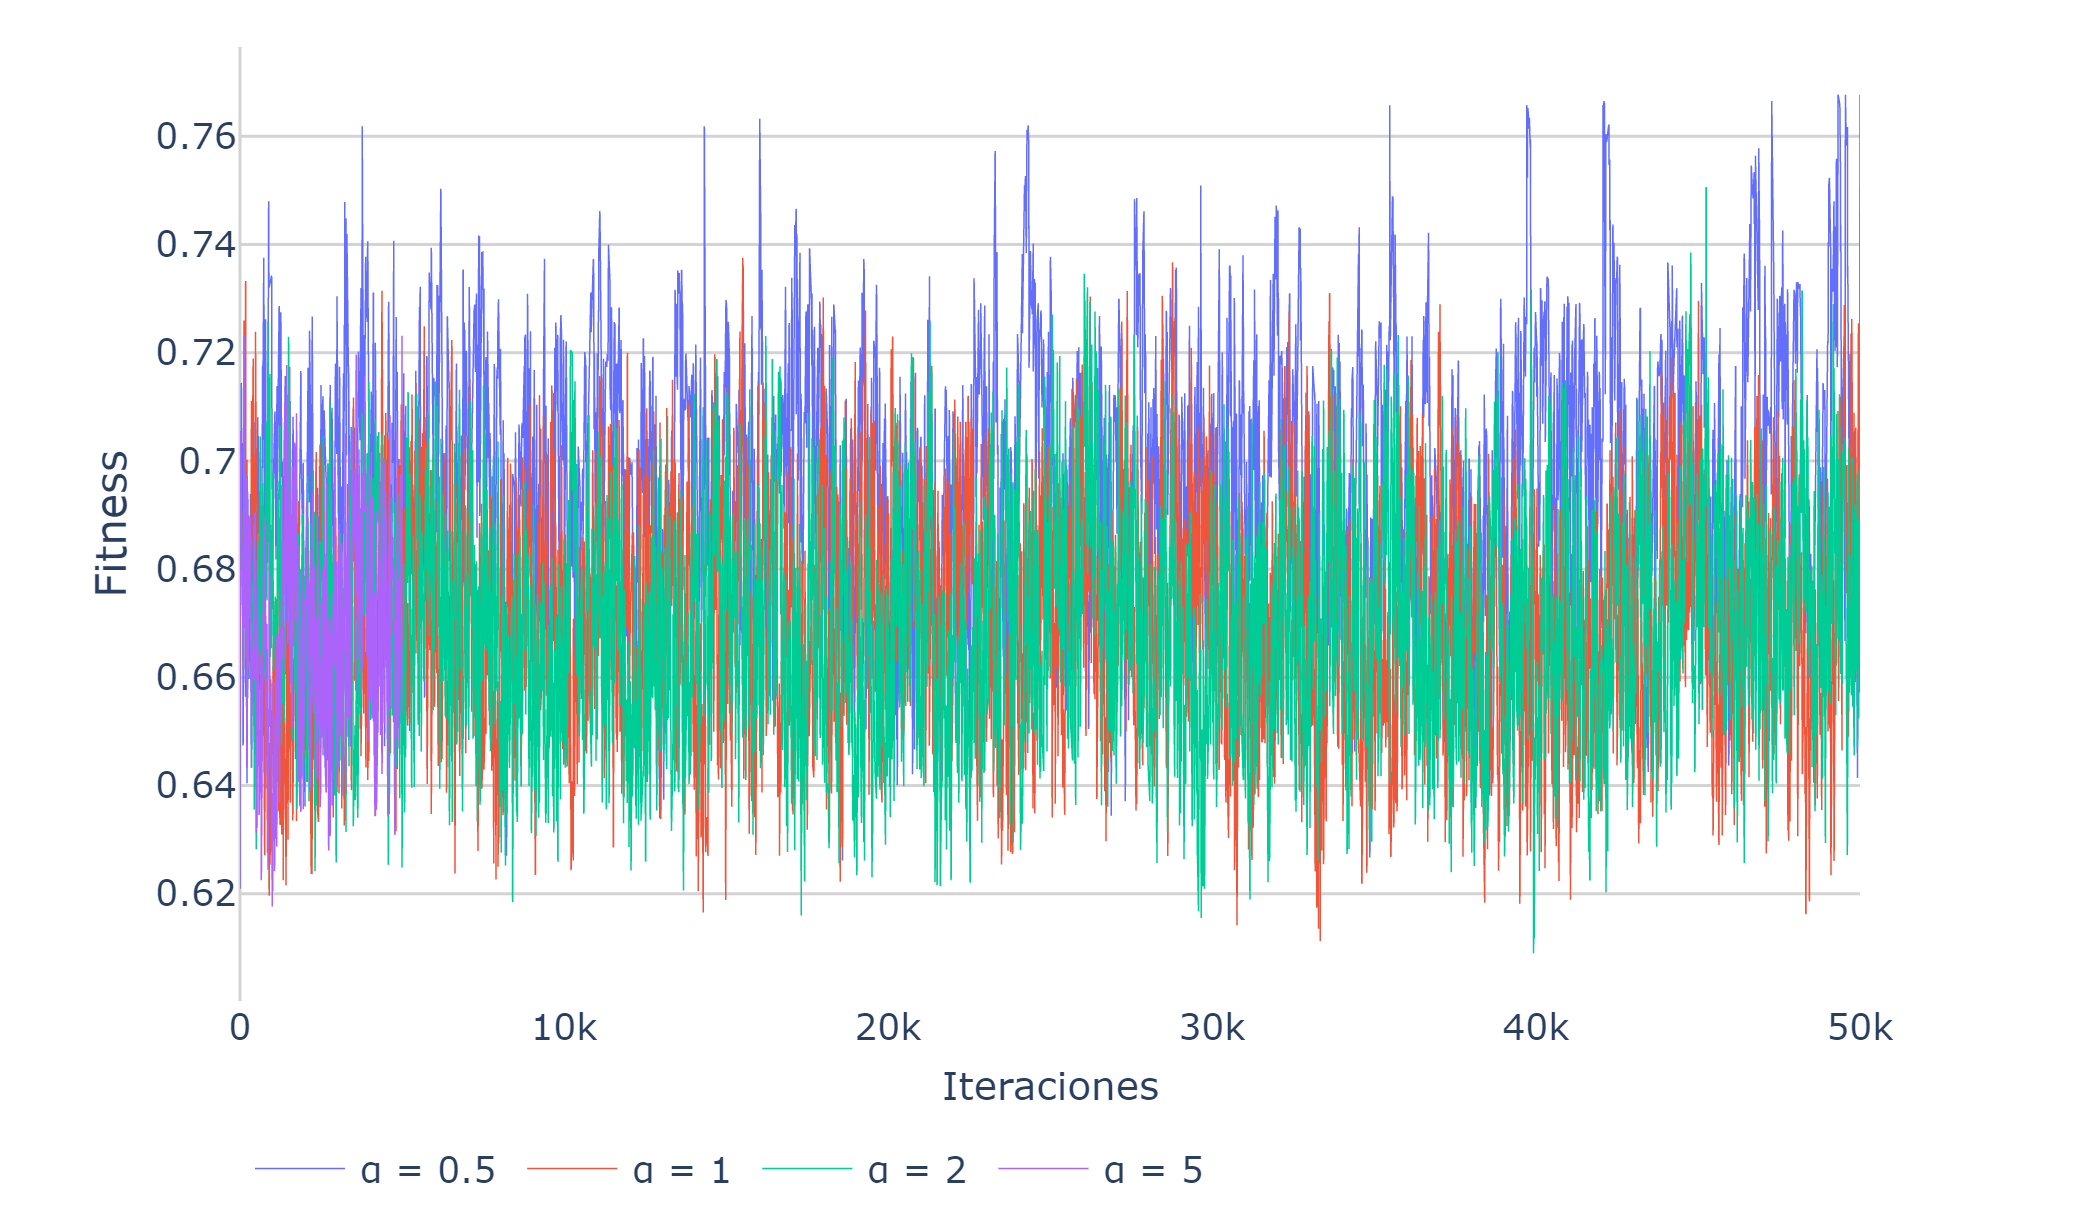 0.76
0.74
0.72
0.7
0.68
0.66
0.64
0.62
Fitness
0 10k 20k 30k 40k 50k
Iteraciones
α = 0.5 α = 1 α = 2 α = 5